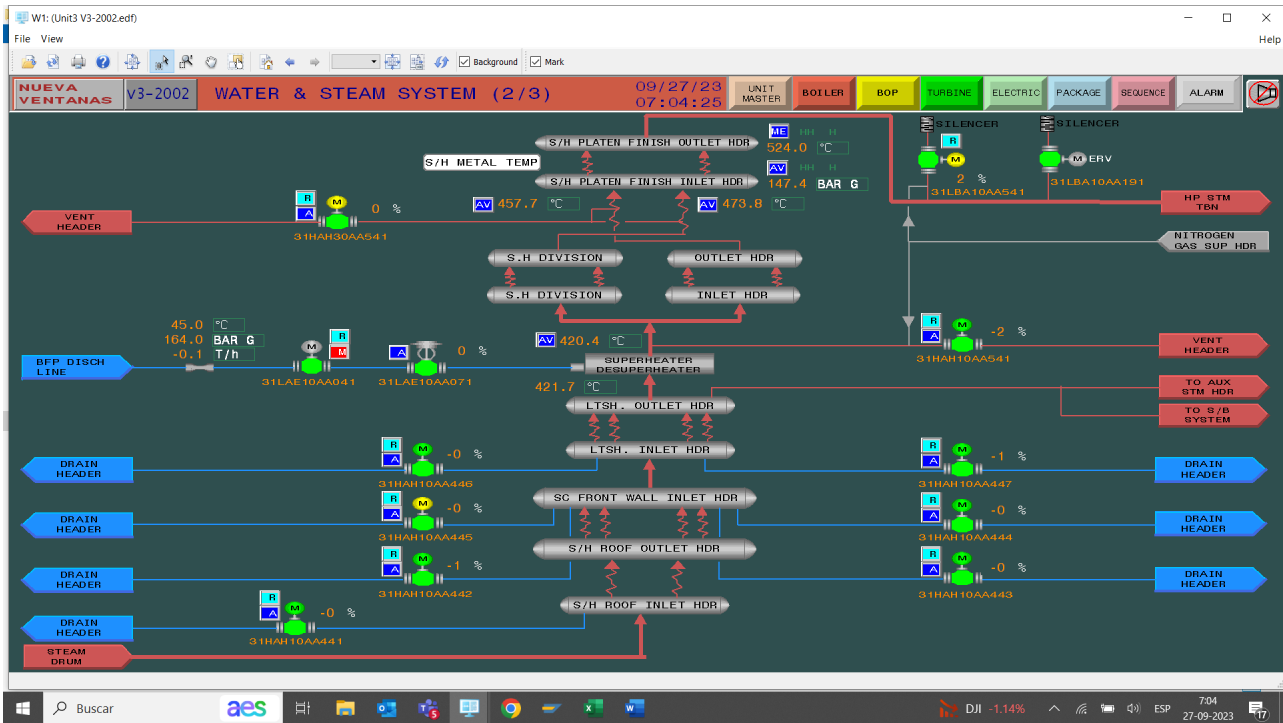 W1: (Unit3 V3-2002.edf)
File View Help
Background Mark
NUEVA
VENTANAS
V3-2002
WATER & STEAM SYSTEM (2/3)
09/27/23
07:04:25
UNIT
MASTER
BOILER
BOP
TURBINE
ELECTRIC
PACKAGE
SEQUENCE
ALARM
SILENCER
SILENCER
S/H PLATEN FINISH OUTLET HDR
ME HH H
524.0 °C
S/H METAL TEMP
R
M
M ERV
AV HH H
S/H PLATEN FINISH INLET HDR
147.4 BAR G
2 %
31LBA10AA541
31LBA10AA191
R
A
M
0 %
AV 457.7 °C
AV 473.8 °C
HP STM
TBN
VENT
HEADER
31HAH30AA541
NITROGEN
GAS SUP HDR
S.H DIVISION
OUTLET HDR
S.H DIVISION
INLET HDR
45.0 °C
164.0 BAR G
-0.1 T/h
R
M
M
A
0 %
AV 420.4 °C
R
A
M
-2 %
31HAH10AA541
VENT
HEADER
BFP DISCH
LINE
SUPERHEATER
DESUPERHEATER
31LAE10AA041
31LAE10AA071
421.7 °C
TO AUX
STM HDR
LTSH. OUTLET HDR
TO S/B
SYSTEM
R
A
M
-0 %
LTSH. INLET HDR
R
A
M
-1 %
DRAIN
HEADER
31HAH10AA446
31HAH10AA447
DRAIN
HEADER
SC FRONT WALL INLET HDR
R
A
M
-0 %
R
A
M
-0 %
DRAIN
HEADER
31HAH10AA445
31HAH10AA444
DRAIN
HEADER
S/H ROOF OUTLET HDR
R
A
M
-1 %
R
A
M
-0 %
DRAIN
HEADER
31HAH10AA442
31HAH10AA443
DRAIN
HEADER
R
A
M
-0 %
S/H ROOF INLET HDR
DRAIN
HEADER
31HAH10AA441
STEAM
DRUM
Buscar
aes
DJI -1.14%
ESP
7:04
27-09-2023
17